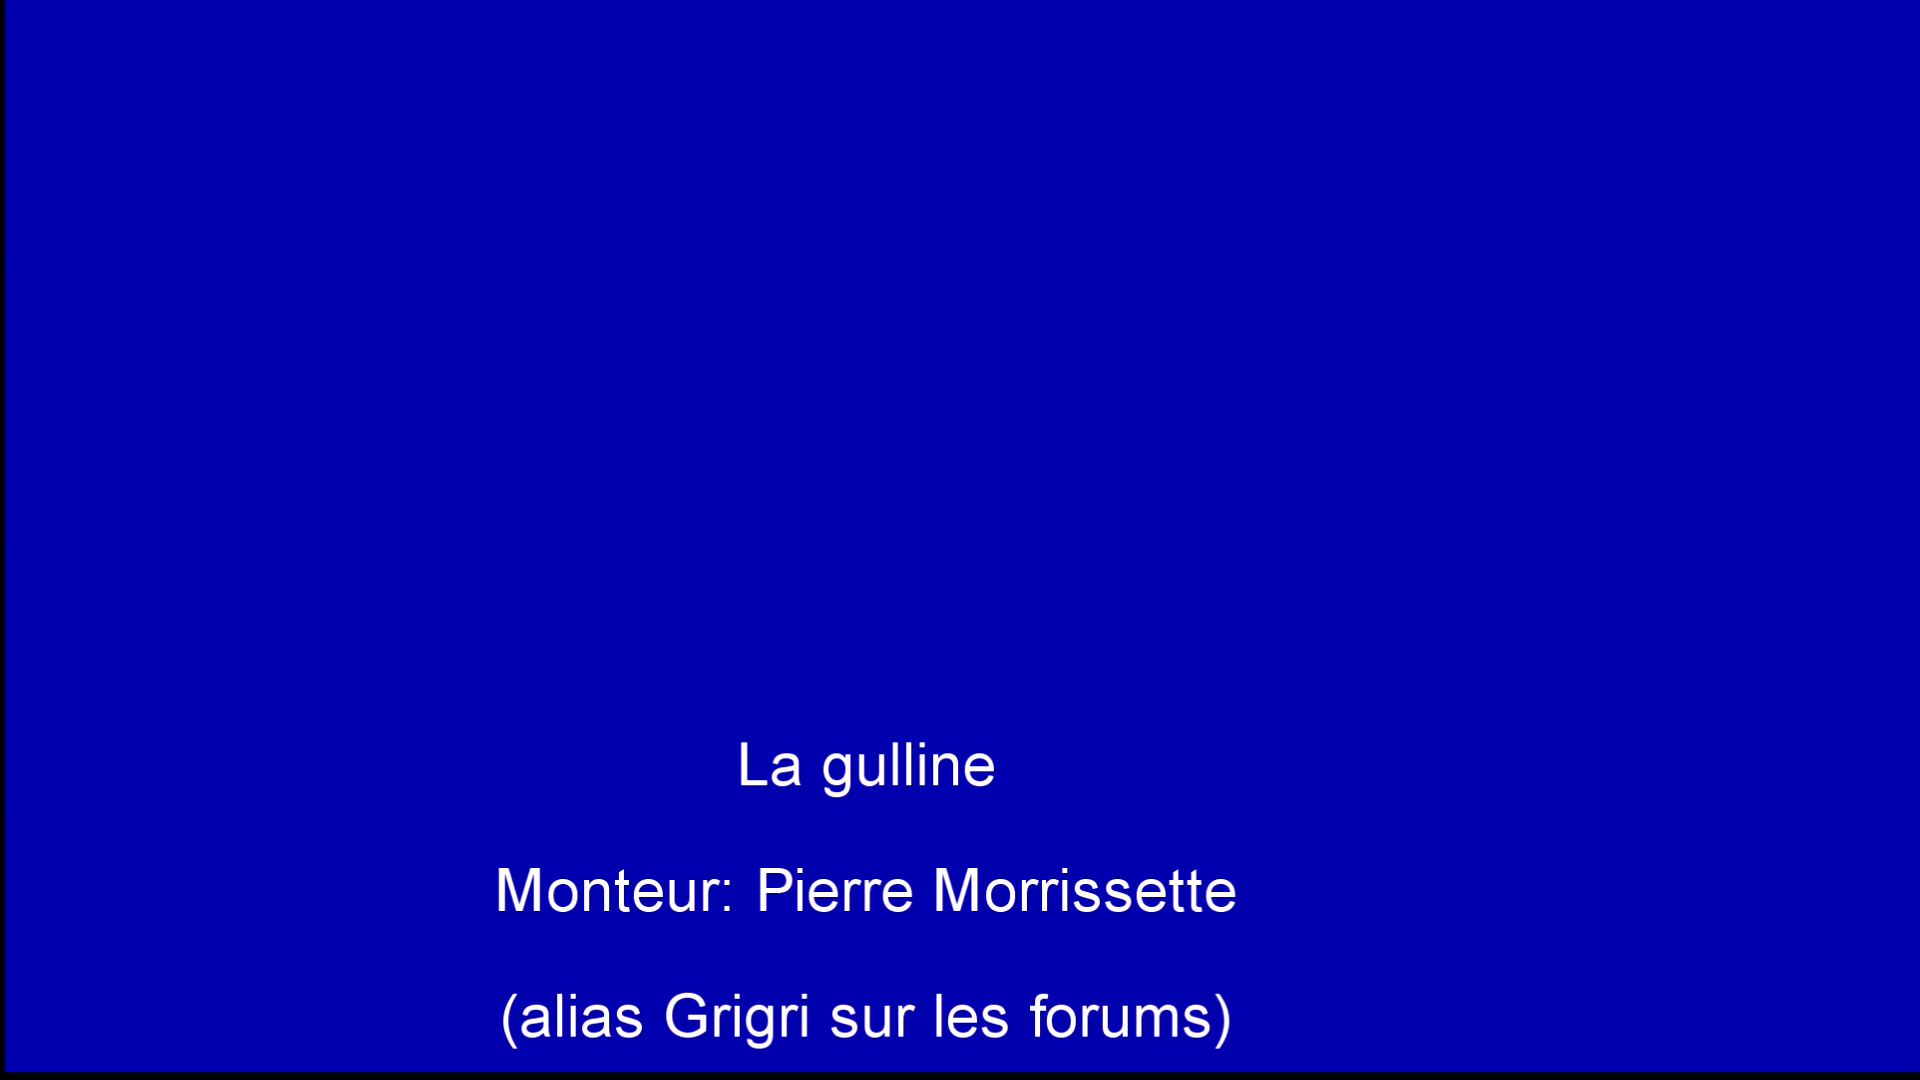 La gulline
Monteur: Pierre Morrissette
(alias Grigri sur les forums)